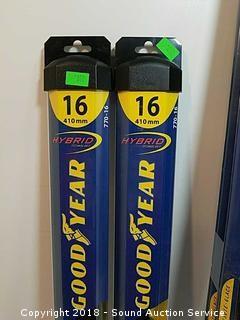 16
410mm
HYBRID
770-16
GOODYEAR
16
410mm
HYBRID
770-16
GOODYEAR
Copyright 2018 - Sound Auction Service